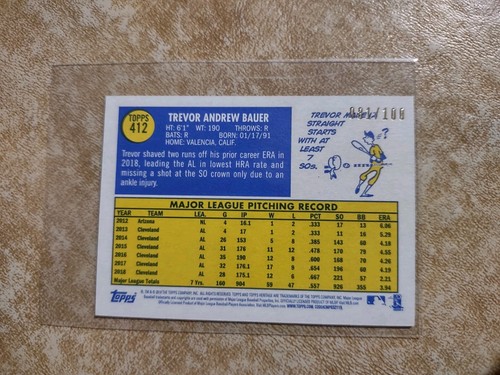 TOPPS
412
TREVOR ANDREW BAUER
HT: 6'1" WT: 190 THROWS: R
BATS: R BORN: 01/17/91
HOME: VALENCIA, CALIF.
Trevor shaved two runs off his prior career ERA in
2018, leading the AL in lowest HRA rate and
missing a shot at the SO crown only due to an
ankle injury.
/100
TREVOR
STRAIGHT
STARTS
WITH AT
LEAST
7
SOs.
?
MAJOR LEAGUE PITCHING RECORD
YEAR TEAM LEA. G IP W L PCT SO BB ERA
2012 Arizona NL 4 16.1 1 2 .333 17 13 6.06
2013 Cleveland AL 4 17 1 2 .333 11 16 5.29
2014 Cleveland AL 26 153 5 8 .385 143 60 4.18
2015 Cleveland AL 31 176 11 12 .478 170 79 4.55
2016 Cleveland AL 35 190 12 8 .600 168 70 4.26
2017 Cleveland AL 32 176.1 17 9 .654 196 60 4.19
2018 Cleveland AL 28 175.1 12 6 .667 221 57 2.21
Major League Totals 7 Yrs. 160 904 59 47 .557 926 355 3.94
topps